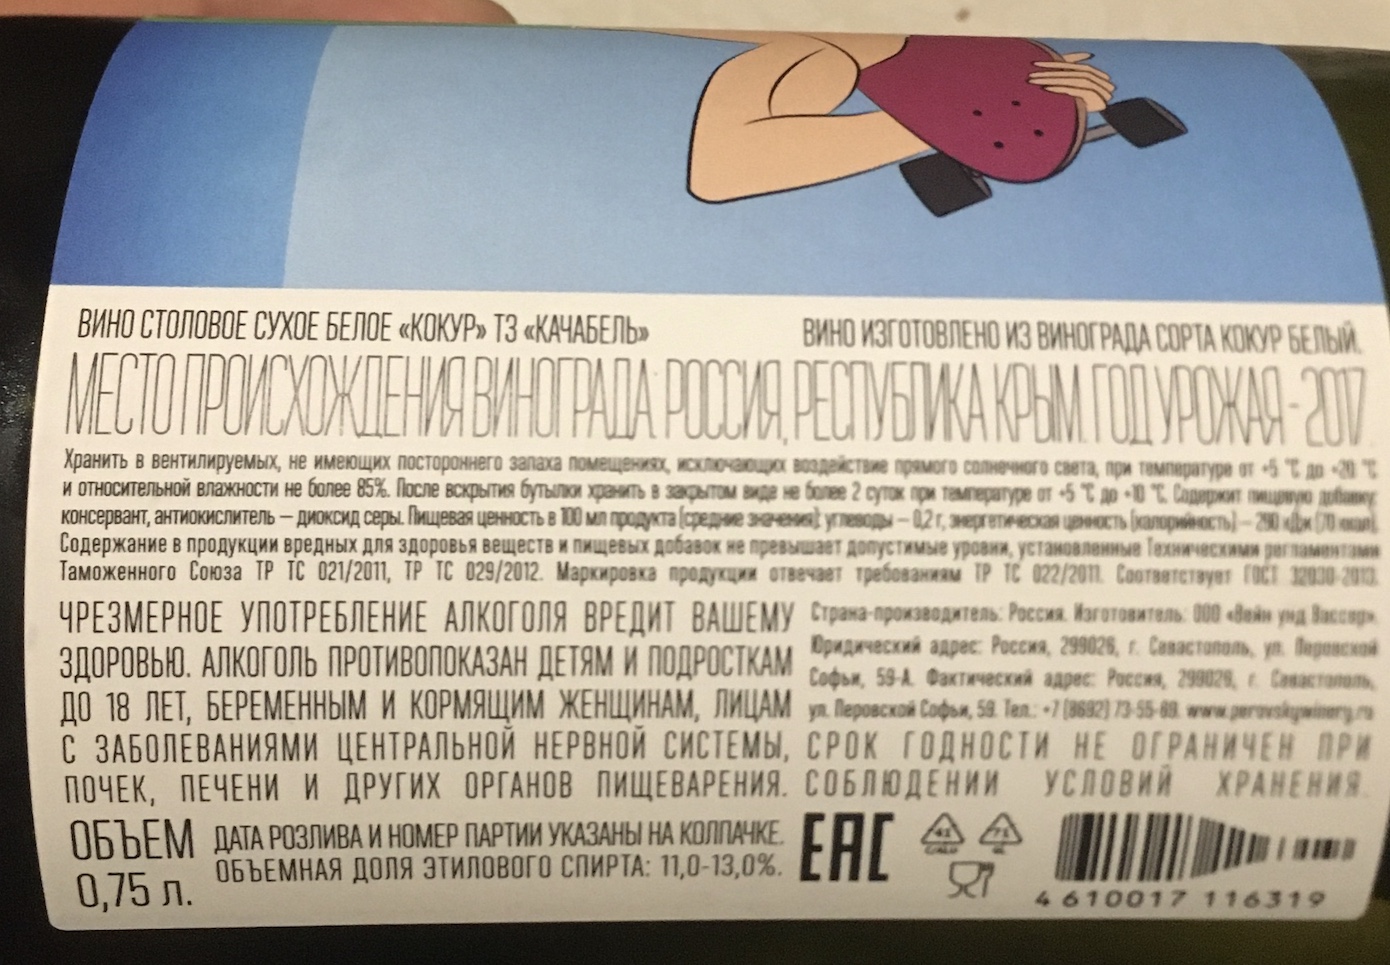 ВИНО СТОЛОВОЕ СУХОЕ БЕЛОЕ «КОКУР» ТЗ «КАЧАБЕЛЬ»
ВИНО ИЗГОТОВЛЕНО ИЗ ВИНОГРАДА СОРТА КОКУР БЕЛЫЙ.
МЕСТО ПРОИСХОЖДЕНИЯ ВИНОГРАДА: РОССИЯ, РЕСПУБЛИКА КРЫМ. ГОД УРОЖАЯ - 2017
Хранить в вентилируемых, не имеющих постороннего запаха помещениях, исключающих воздействие прямого солнечного света, при температуре от +5 °С до +20 °С
и относительной влажности не более 85%. После вскрытия бутылки хранить в закрытом виде не более 2 суток при температуре от +5 °С до +10 °С. Содержит пищевую добавку:
консервант, антиокислитель – диоксид серы. Пищевая ценность в 100 мл продукта (средние значения): углеводы – 0,2 г, энергетическая ценность (калорийность) – 290 кДж (70 ккал).
Содержание в продукции вредных для здоровья веществ и пищевых добавок не превышает допустимые уровни, установленные Техническими регламентами
Таможенного Союза ТР ТС 021/2011, ТР ТС 029/2012. Маркировка продукции отвечает требованиям ТР ТС 022/2011. Соответствует ГОСТ 32030-2013.
ЧРЕЗМЕРНОЕ УПОТРЕБЛЕНИЕ АЛКОГОЛЯ ВРЕДИТ ВАШЕМУ
ЗДОРОВЬЮ. АЛКОГОЛЬ ПРОТИВОПОКАЗАН ДЕТЯМ И ПОДРОСТКАМ
ДО 18 ЛЕТ, БЕРЕМЕННЫМ И КОРМЯЩИМ ЖЕНЩИНАМ, ЛИЦАМ
С ЗАБОЛЕВАНИЯМИ ЦЕНТРАЛЬНОЙ НЕРВНОЙ СИСТЕМЫ,
ПОЧЕК, ПЕЧЕНИ И ДРУГИХ ОРГАНОВ ПИЩЕВАРЕНИЯ.
Страна-производитель: Россия. Изготовитель: ООО «Вайн унд Вассер».
Юридический адрес: Россия, 299026, г. Севастополь, ул. Перовской
Софьи, 59-А. Фактический адрес: Россия, 299026, г. Севастополь,
ул. Перовской Софьи, 59. Тел.: +7 (8692) 73-55-69. www.perovskywinery.ru
СРОК ГОДНОСТИ НЕ ОГРАНИЧЕН ПРИ
СОБЛЮДЕНИИ УСЛОВИЙ ХРАНЕНИЯ.
ОБЪЕМ
0,75 л.
ДАТА РОЗЛИВА И НОМЕР ПАРТИИ УКАЗАНЫ НА КОЛПАЧКЕ.
ОБЪЕМНАЯ ДОЛЯ ЭТИЛОВОГО СПИРТА: 11,0-13,0%.
ЕАС
41
C/ALU
71
GL
4 610017 116319